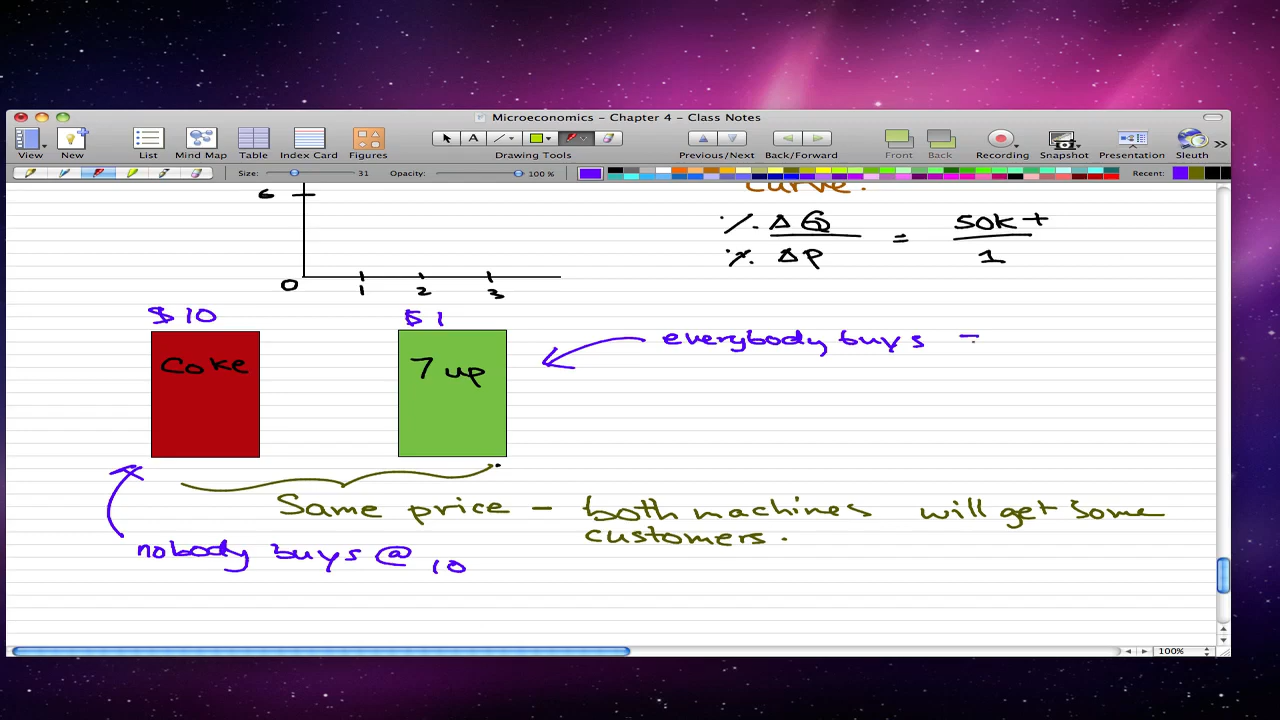 Microeconomics - Chapter 4 - Class Notes
View New List Mind Map Table Index Card Figures Drawing Tools Previous/Next Back/Forward Front Back Recording Snapshot Presentation Sleuth
Size: 31 Opacity: 100 % Recent:
curve.
6
% ΔQ = 50k+
% ΔP 1
0 1 2 3
$10 $1
everybody buys
Coke 7 up
Same price - both machines will get some
customers.
nobody buys @ 10
100%